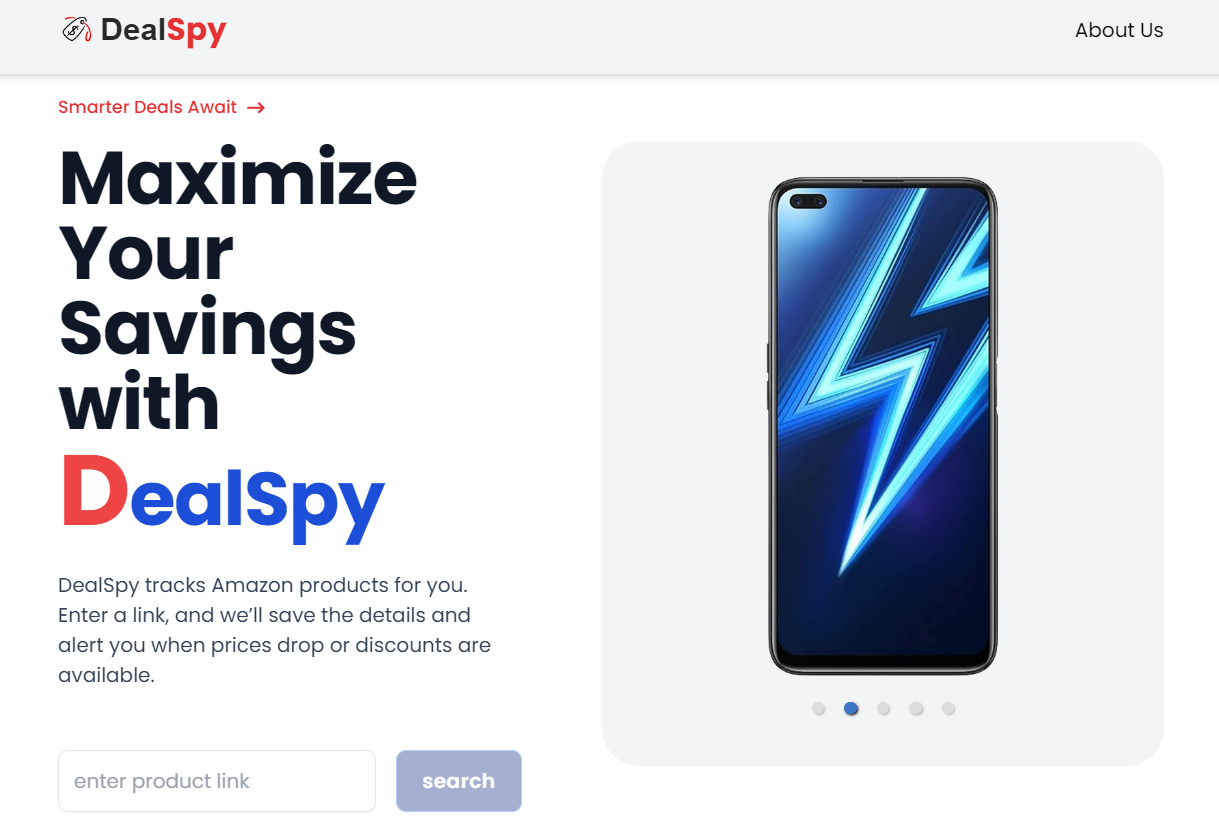 DealSpy
About Us
Smarter Deals Await
Maximize
Your
Savings
with
DealSpy
DealSpy tracks Amazon products for you.
Enter a link, and we’ll save the details and
alert you when prices drop or discounts are
available.
enter product link
search